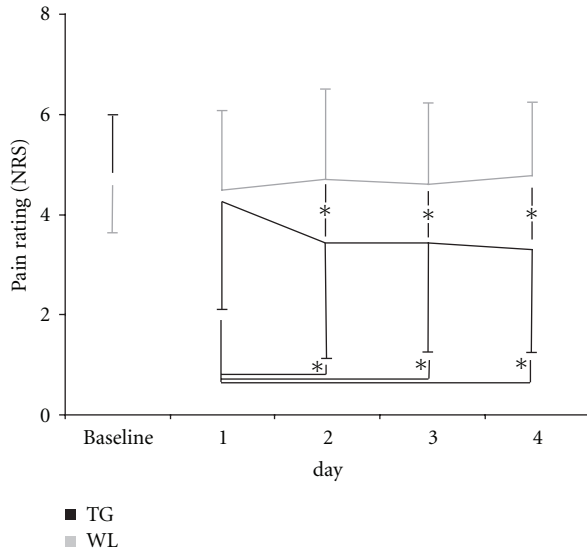 8
6
4
2
0
Pain rating (NRS)
* * *
* * *
Baseline 1 2 3 4
day
TG
WL